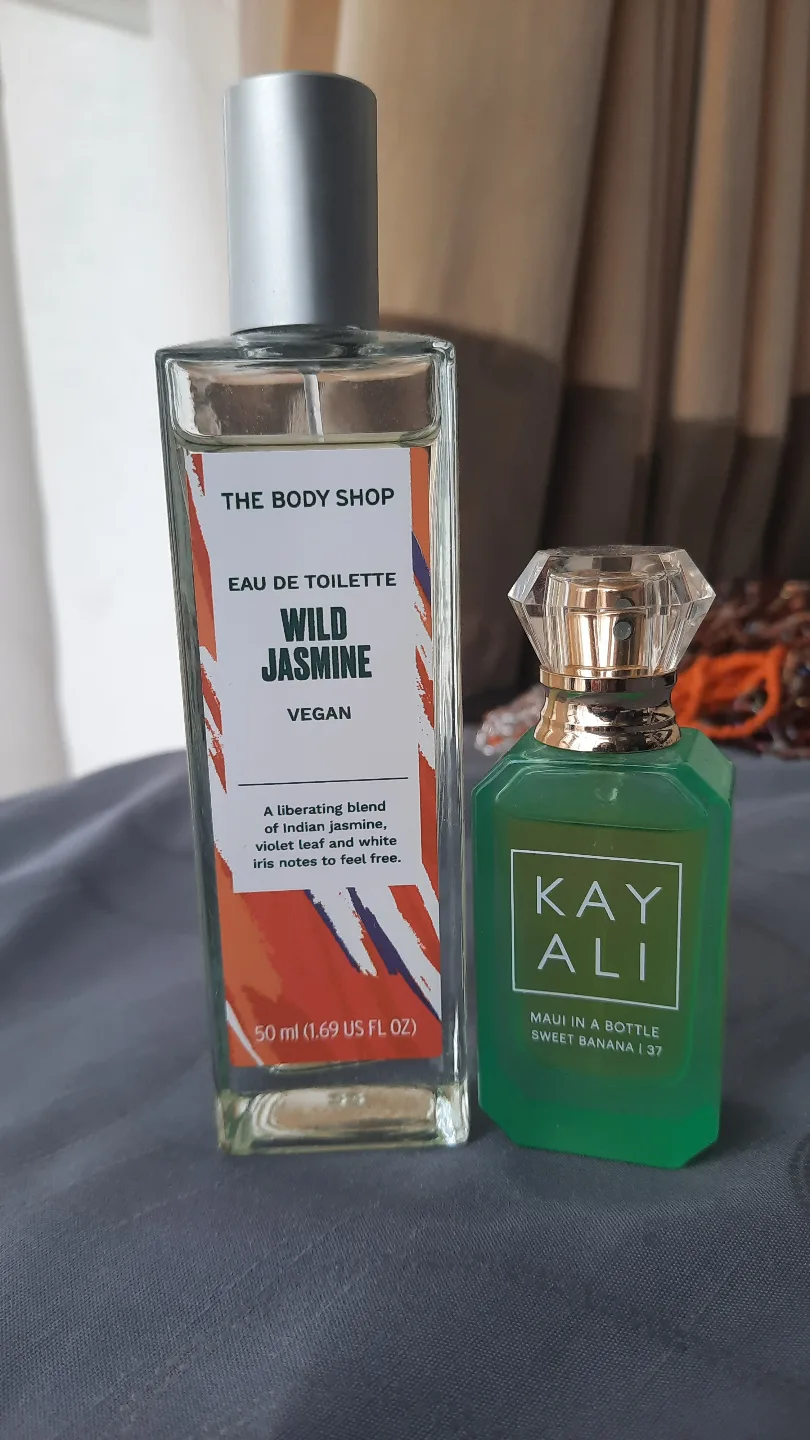 THE BODY SHOP
EAU DE TOILETTE
WILD
JASMINE
VEGAN
A liberating blend
of Indian jasmine,
violet leaf and white
iris notes to feel free.
50 ml (1.69 US FL OZ)
KAY
ALI
MAUI IN A BOTTLE
SWEET BANANA | 37